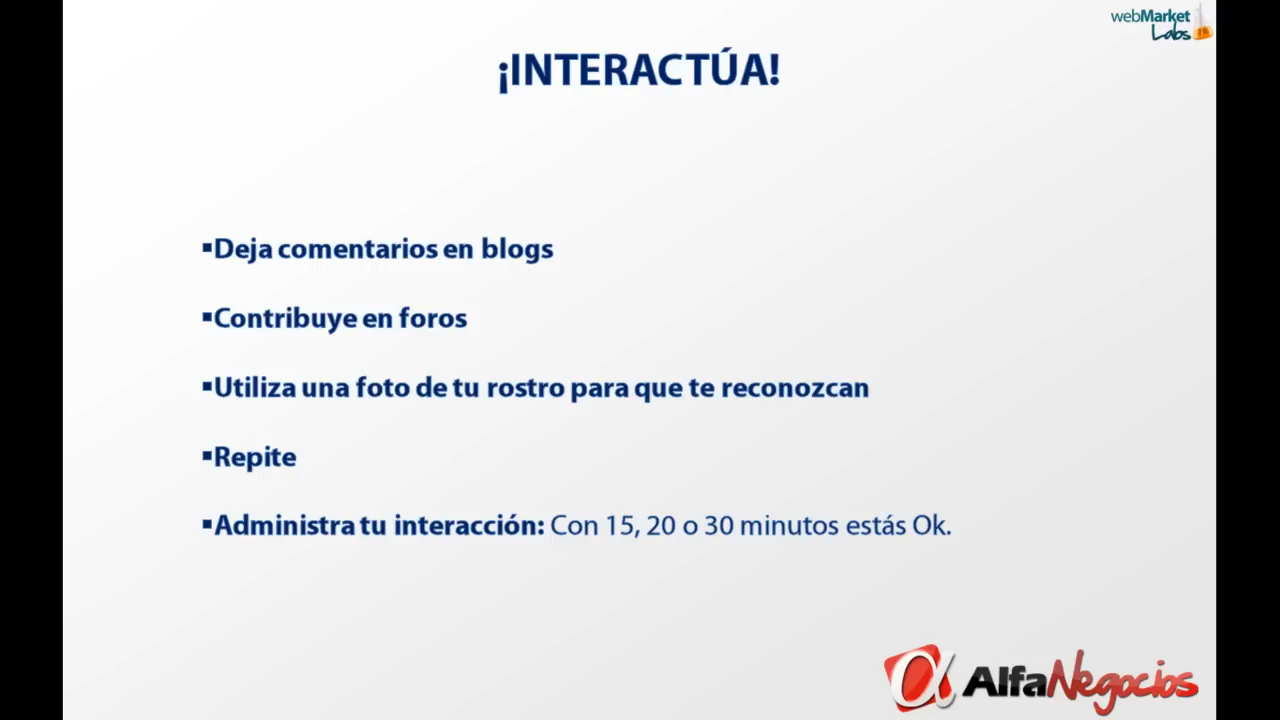 webMarket
Labs
¡INTERACTÚA!
▪Deja comentarios en blogs
▪Contribuye en foros
▪Utiliza una foto de tu rostro para que te reconozcan
▪Repite
▪Administra tu interacción: Con 15, 20 o 30 minutos estás Ok.
AlfaNegocios